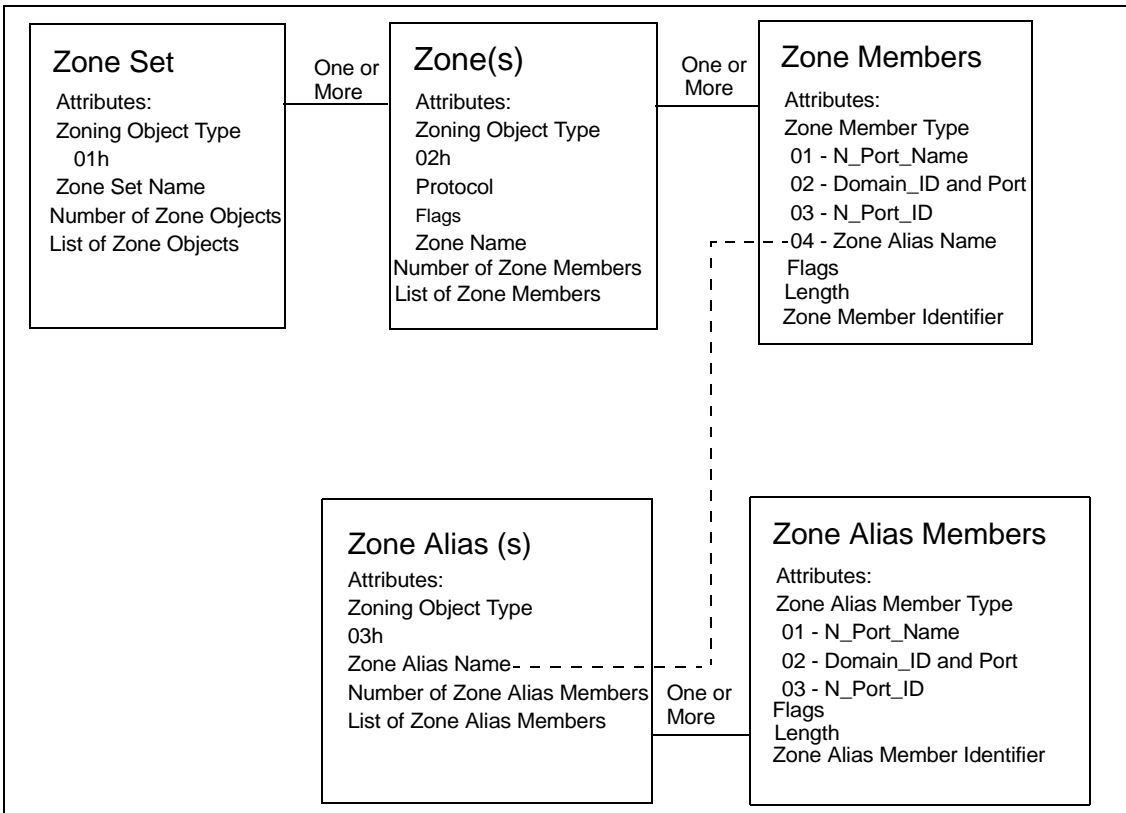 Zone Set
Attributes:
Zoning Object Type
01h
Zone Set Name
Number of Zone Objects
List of Zone Objects
One or
More
Zone(s)
Attributes:
Zoning Object Type
02h
Protocol
Flags
Zone Name
Number of Zone Members
List of Zone Members
One or
More
Zone Members
Attributes:
Zone Member Type
01 - N_Port_Name
02 - Domain_ID and Port
03 - N_Port_ID
04 - Zone Alias Name
Flags
Length
Zone Member Identifier
Zone Alias (s)
Attributes:
Zoning Object Type
03h
Zone Alias Name
Number of Zone Alias Members
List of Zone Alias Members
One or
More
Zone Alias Members
Attributes:
Zone Alias Member Type
01 - N_Port_Name
02 - Domain_ID and Port
03 - N_Port_ID
Flags
Length
Zone Alias Member Identifier